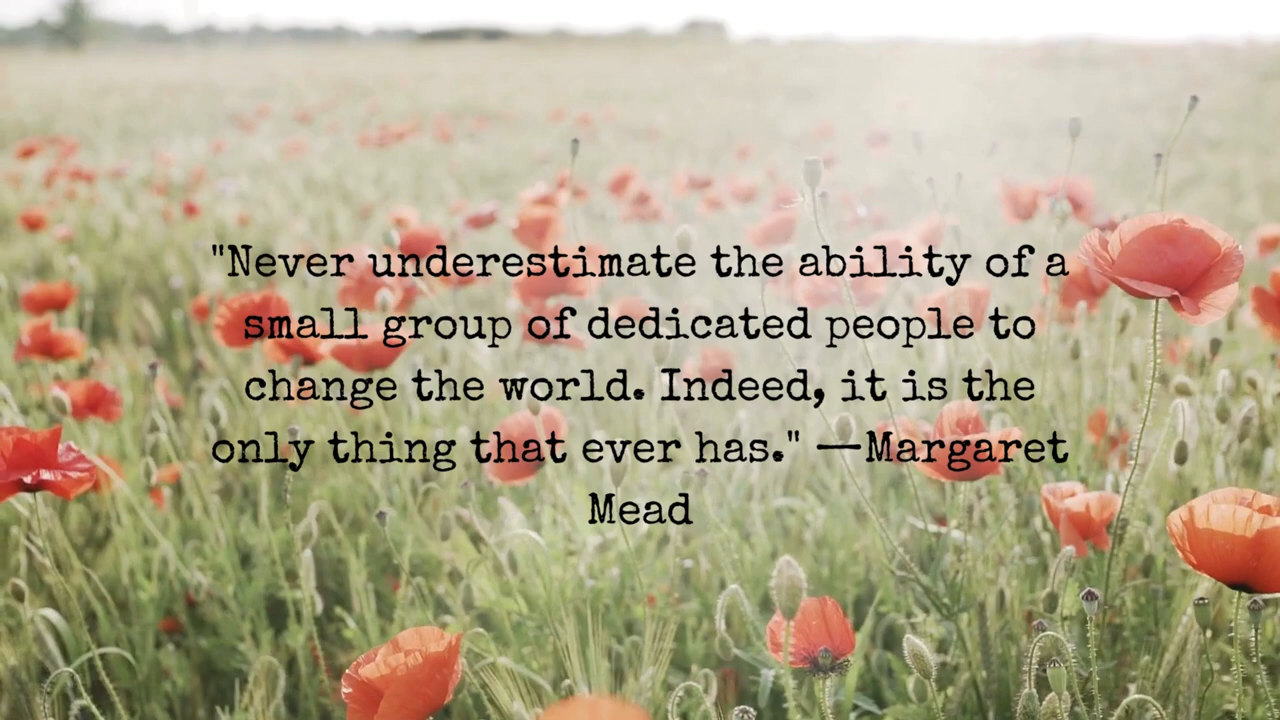 "Never underestimate the ability of a
small group of dedicated people to
change the world. Indeed, it is the
only thing that ever has." —Margaret
Mead